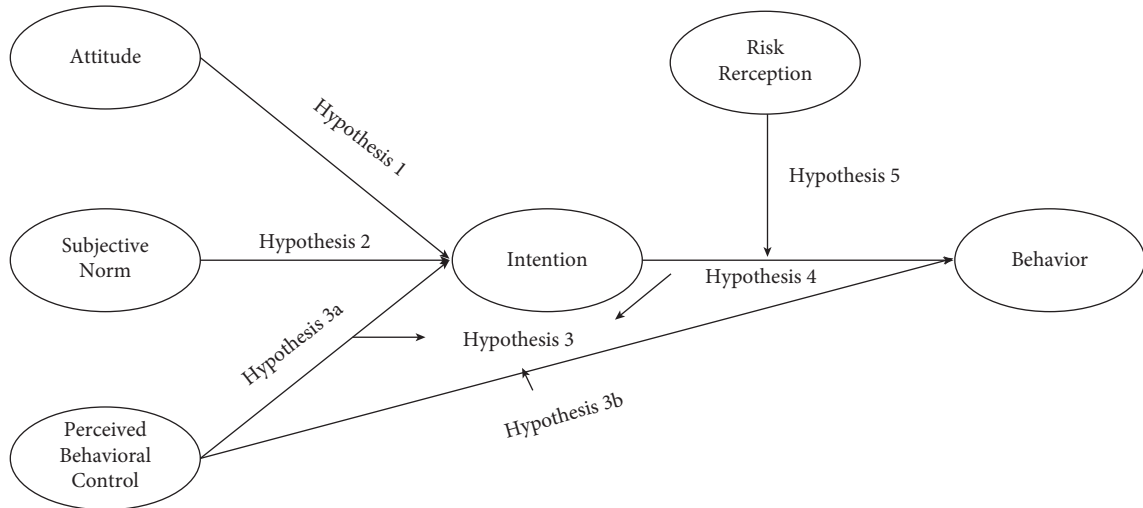 Attitude
Risk
Rerception
Hypothesis 1
Hypothesis 5
Subjective
Norm
Hypothesis 2
Intention
Hypothesis 4
Behavior
Hypothesis 3a
Hypothesis 3
Hypothesis 3b
Perceived
Behavioral
Control